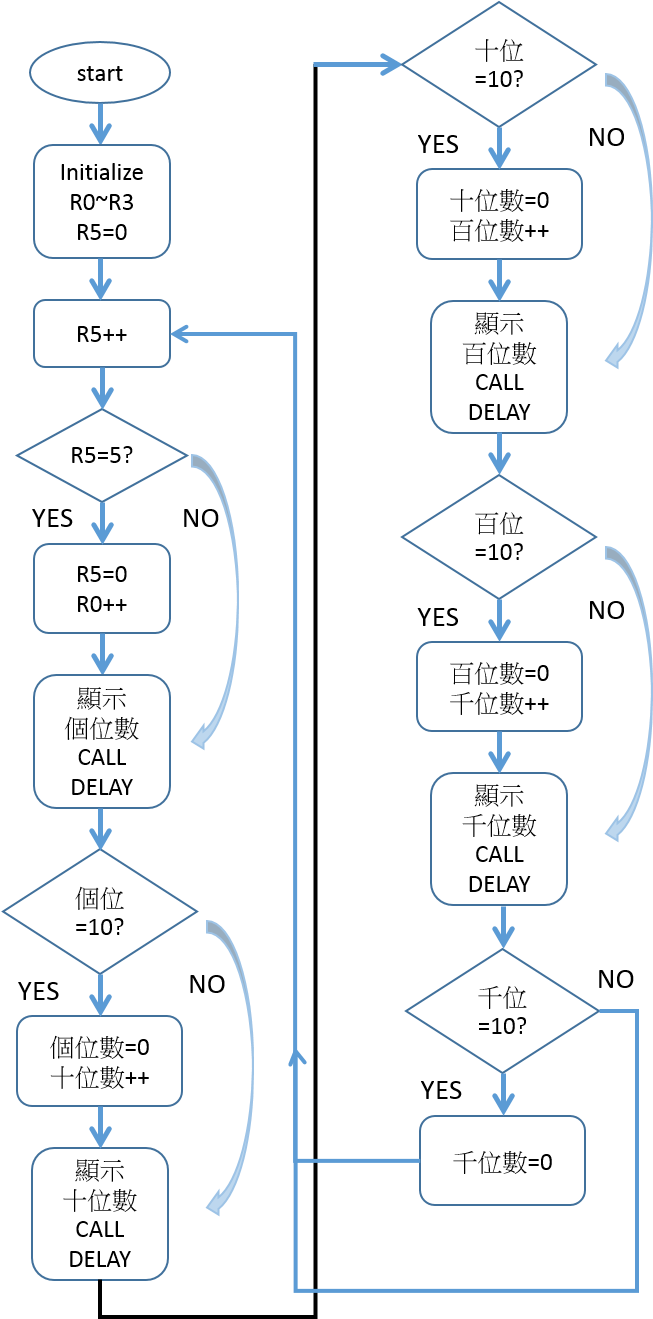 start
Initialize
R0~R3
R5=0
R5++
R5=5?
YES
NO
R5=0
R0++
顯示
個位數
CALL
DELAY
個位
=10?
YES
NO
個位數=0
十位數++
顯示
十位數
CALL
DELAY
十位
=10?
YES
NO
十位數=0
百位數++
顯示
百位數
CALL
DELAY
百位
=10?
YES
NO
百位數=0
千位數++
顯示
千位數
CALL
DELAY
千位
=10?
NO
YES
千位數=0